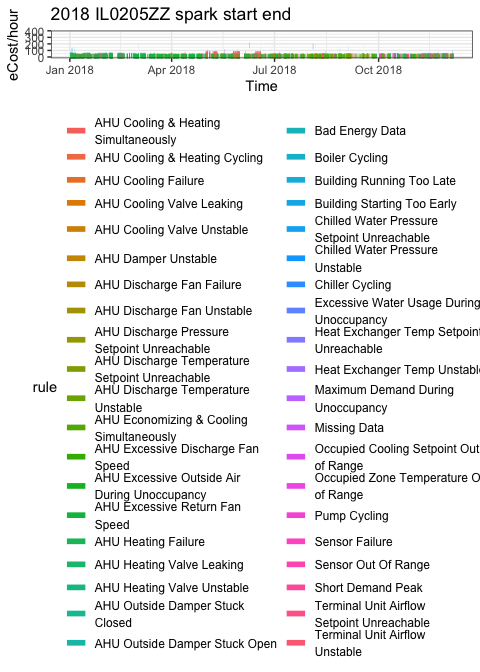 2018 IL0205ZZ spark start end
eCost/hour
400
300
200
100
0
Jan 2018
Apr 2018
Jul 2018
Oct 2018
Time
rule
AHU Cooling & Heating
Simultaneously
AHU Cooling & Heating Cycling
AHU Cooling Failure
AHU Cooling Valve Leaking
AHU Cooling Valve Unstable
AHU Damper Unstable
AHU Discharge Fan Failure
AHU Discharge Fan Unstable
AHU Discharge Pressure
Setpoint Unreachable
AHU Discharge Temperature
Setpoint Unreachable
AHU Discharge Temperature
Unstable
AHU Economizing & Cooling
Simultaneously
AHU Excessive Discharge Fan
Speed
AHU Excessive Outside Air
During Unoccupancy
AHU Excessive Return Fan
Speed
AHU Heating Failure
AHU Heating Valve Leaking
AHU Heating Valve Unstable
AHU Outside Damper Stuck
Closed
AHU Outside Damper Stuck Open
Bad Energy Data
Boiler Cycling
Building Running Too Late
Building Starting Too Early
Chilled Water Pressure
Setpoint Unreachable
Chilled Water Pressure
Unstable
Chiller Cycling
Excessive Water Usage During
Unoccupancy
Heat Exchanger Temp Setpoint
Unreachable
Heat Exchanger Temp Unstable
Maximum Demand During
Unoccupancy
Missing Data
Occupied Cooling Setpoint Out
of Range
Occupied Zone Temperature O
of Range
Pump Cycling
Sensor Failure
Sensor Out Of Range
Short Demand Peak
Terminal Unit Airflow
Setpoint Unreachable
Terminal Unit Airflow
Unstable